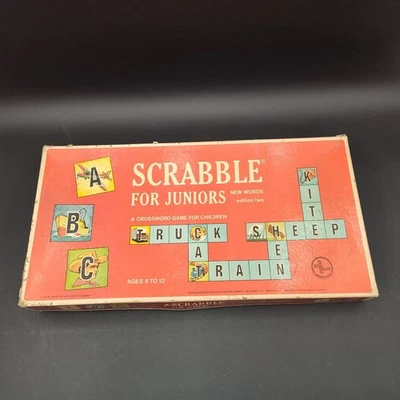 A
B
C
SCRABBLE®
FOR JUNIORS
NEW WORDS
edition two
A CROSSWORD GAME FOR CHILDREN
KITE
TRUCK SHEEP
CAT
HEN
TRAIN
AGES 6 TO 12
SCRABBLE